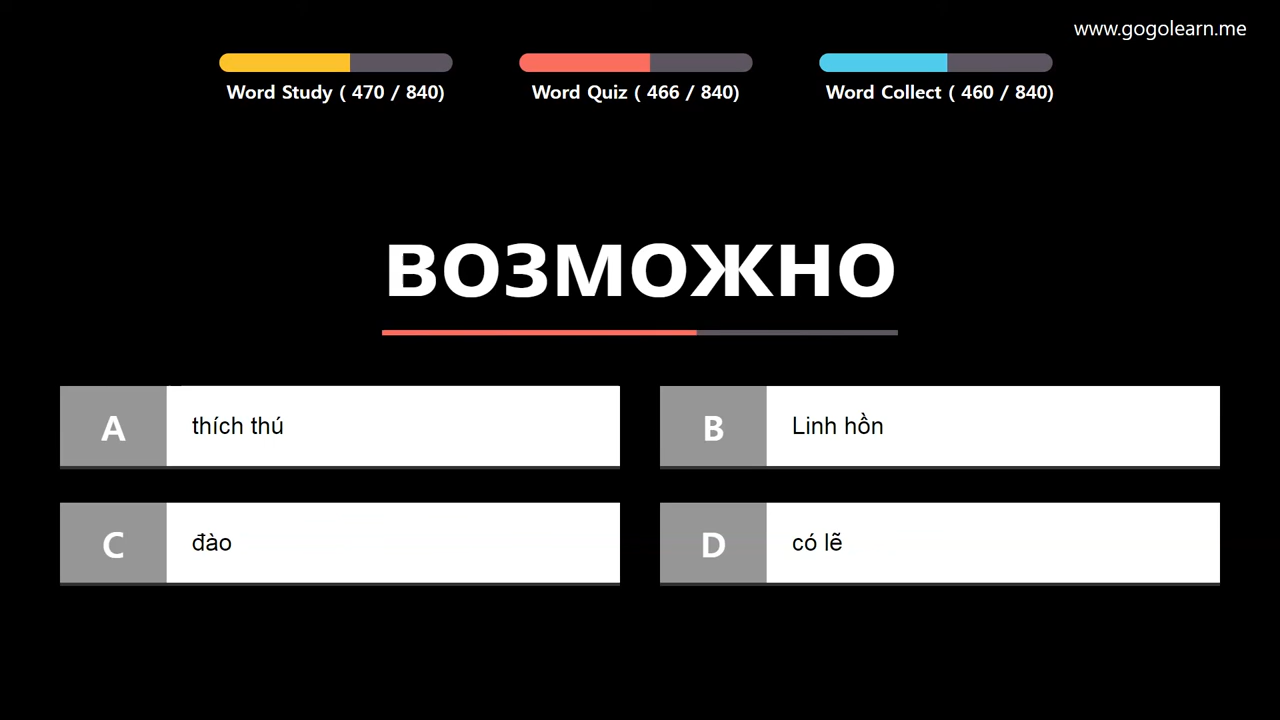 www.gogolearn.me
Word Study ( 470 / 840)
Word Quiz ( 466 / 840)
Word Collect ( 460 / 840)
ВОЗМОЖНО
A
thích thú
B
Linh hồn
C
đào
D
có lẽ